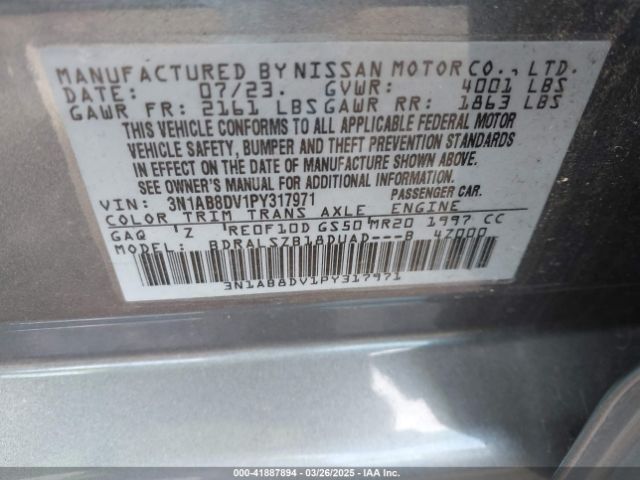 MANUFACTURED BY NISSAN MOTOR CO., LTD.
DATE: 07/23. GVWR: 4001 LBS
GAWR FR: 2161 LBS GAWR RR: 1863 LBS
THIS VEHICLE CONFORMS TO ALL APPLICABLE FEDERAL MOTOR
VEHICLE SAFETY, BUMPER AND THEFT PREVENTION STANDARDS
IN EFFECT ON THE DATE OF MANUFACTURE SHOWN ABOVE.
SEE OWNER'S MANUAL FOR ADDITIONAL INFORMATION.
VIN: 3N1AB8DV1PY317971 PASSENGER CAR.
COLOR TRIM TRANS AXLE ENGINE
GAQ Z RE0F10D GS50 MR20 1997 CC
MODEL: BDRALSZB18DUAD---B 4Z000
3N1AB8DV1PY317971
000-41887894 | 03/26/2025 - IAA Inc.